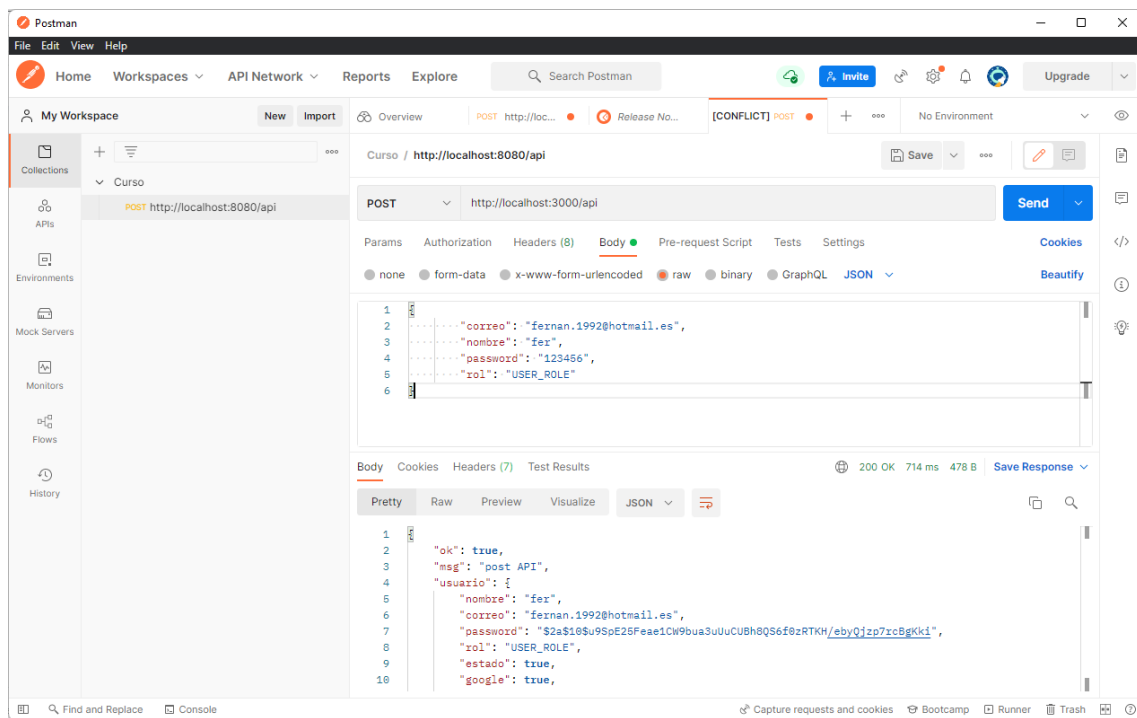 Postman
File Edit View Help
Home Workspaces API Network Reports Explore Search Postman Invite Upgrade
My Workspace New Import Overview POST http://loc... Release No... [CONFLICT] POST No Environment
Collections
APIs
Environments
Mock Servers
Monitors
Flows
History
Curso
POST http://localhost:8080/api
Curso / http://localhost:8080/api Save
POST http://localhost:3000/api Send
Params Authorization Headers (8) Body Pre-request Script Tests Settings Cookies
none form-data x-www-form-urlencoded raw binary GraphQL JSON Beautify
1 {
2 "correo": "fernan.1992@hotmail.es",
3 "nombre": "fer",
4 "password": "123456",
5 "rol": "USER_ROLE"
6 }
Body Cookies Headers (7) Test Results 200 OK 714 ms 478 B Save Response
Pretty Raw Preview Visualize JSON
1 {
2 "ok": true,
3 "msg": "post API",
4 "usuario": {
5 "nombre": "fer",
6 "correo": "fernan.1992@hotmail.es",
7 "password": "$2a$10$u9SpE25Feae1CW9bua3uUuCUBh8QS6f0zRTKH/ebyQjzp7rcBgKki",
8 "rol": "USER_ROLE",
9 "estado": true,
10 "google": true,
Find and Replace Console Capture requests and cookies Bootcamp Runner Trash